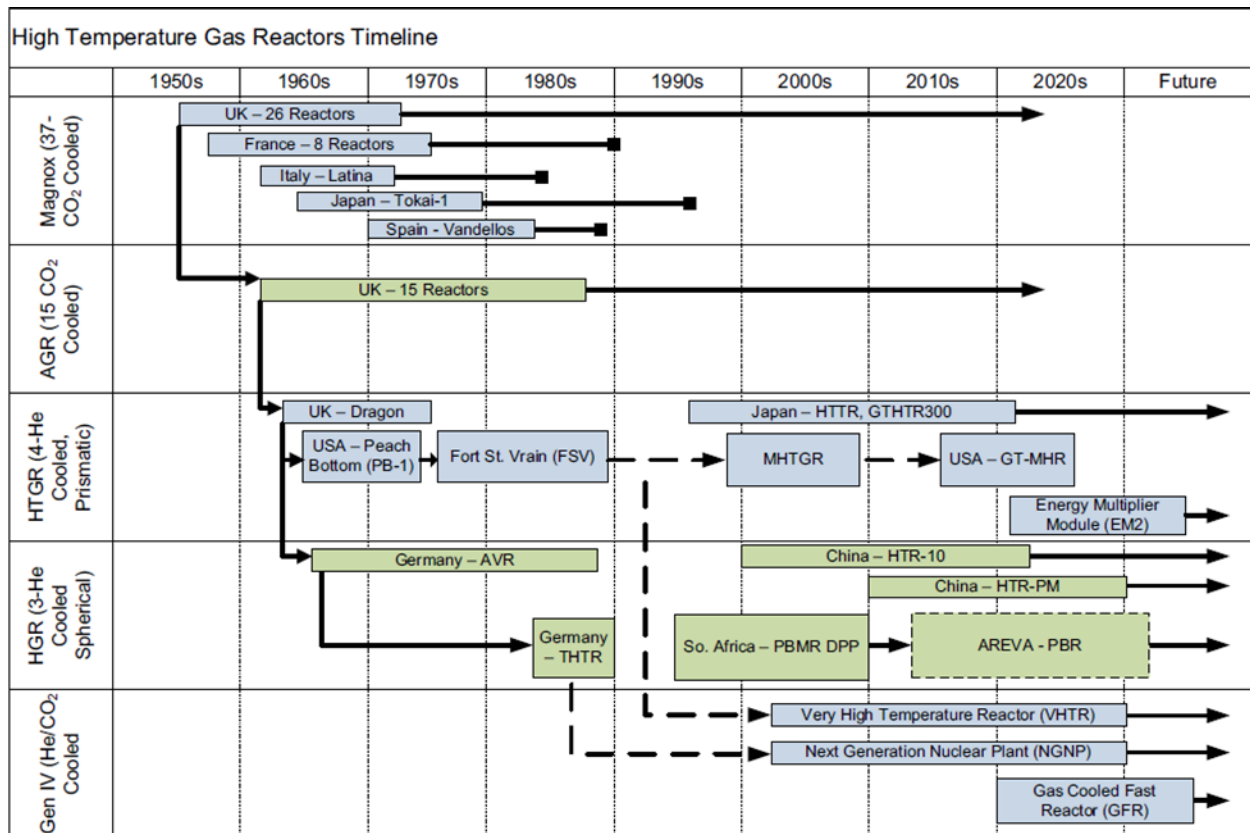 High Temperature Gas Reactors Timeline
1950s 1960s 1970s 1980s 1990s 2000s 2010s 2020s Future
Magnox (37-
CO₂ Cooled)
UK – 26 Reactors
France – 8 Reactors
Italy – Latina
Japan – Tokai-1
Spain - Vandellos
AGR (15 CO₂
Cooled)
UK – 15 Reactors
HTGR (4-He
Cooled,
Prismatic)
UK – Dragon
Japan – HTTR, GTHTR300
USA – Peach
Bottom (PB-1)
Fort St. Vrain (FSV)
MHTGR
USA – GT-MHR
Energy Multiplier
Module (EM2)
HGR (3-He
Cooled
Spherical)
Germany – AVR
China – HTR-10
China – HTR-PM
Germany
– THTR
So. Africa – PBMR DPP
AREVA - PBR
Gen IV (He/CO₂
Cooled
Very High Temperature Reactor (VHTR)
Next Generation Nuclear Plant (NGNP)
Gas Cooled Fast
Reactor (GFR)